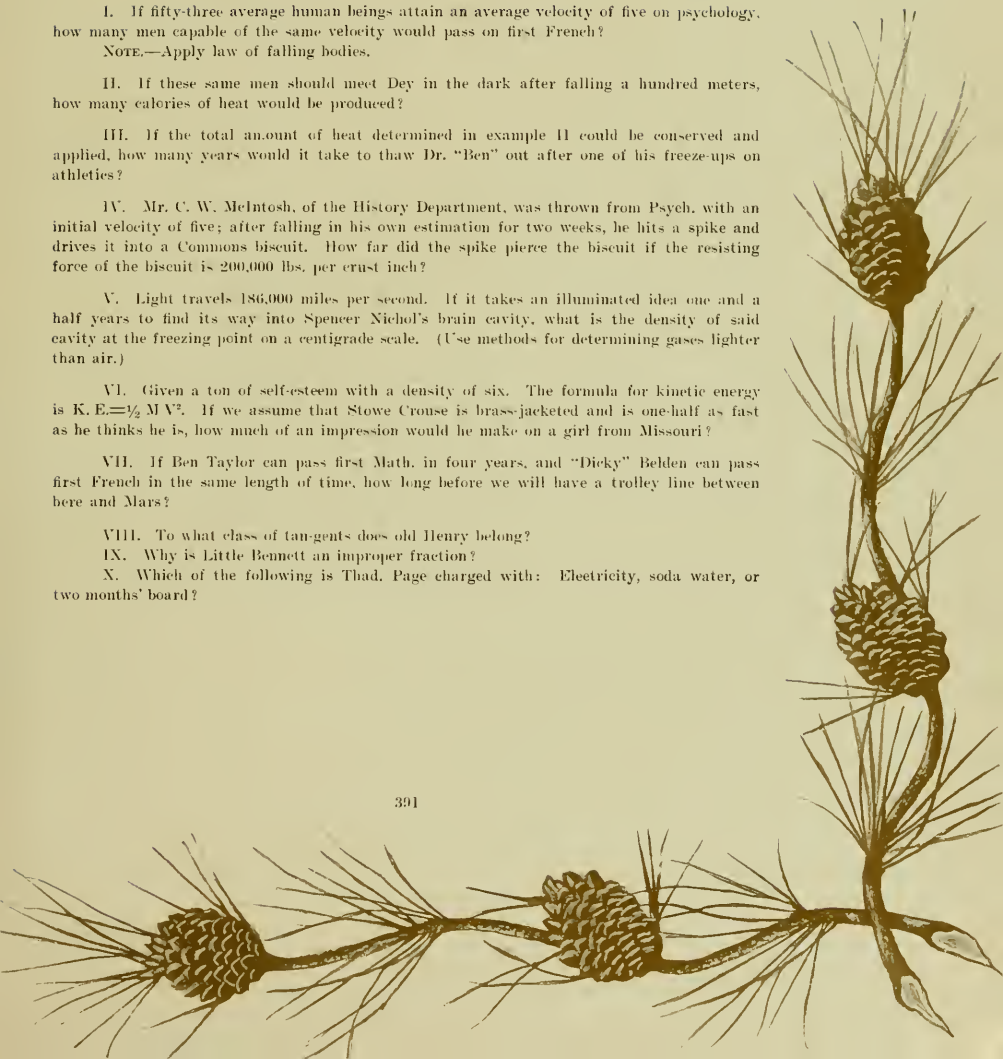 I. If fifty-three average human beings attain an average velocity of five on psychology,
how many men capable of the same velocity would pass on first French?
NOTE.—Apply law of falling bodies.
II. If these same men should meet Dey in the dark after falling a hundred meters,
how many calories of heat would be produced?
III. If the total an.ount of heat determined in example II could be conserved and
applied, how many years would it take to thaw Dr. "Ben" out after one of his freeze-ups on
athletics?
IV. Mr. C. W. McIntosh, of the History Department, was thrown from Psych. with an
initial velocity of five; after falling in his own estimation for two weeks, he hits a spike and
drives it into a Commons biscuit. How far did the spike pierce the biscuit if the resisting
force of the biscuit is 200,000 lbs. per crust inch?
V. Light travels 186,000 miles per second. If it takes an illuminated idea one and a
half years to find its way into Spencer Nichol's brain cavity, what is the density of said
cavity at the freezing point on a centigrade scale. (Use methods for determining gases lighter
than air.)
VI. Given a ton of self-esteem with a density of six. The formula for kinetic energy
is K. E.=½ M V². If we assume that Stowe Crouse is brass-jacketed and is one-half as fast
as he thinks he is, how much of an impression would he make on a girl from Missouri?
VII. If Ben Taylor can pass first Math. in four years, and "Dicky" Belden can pass
first French in the same length of time, how long before we will have a trolley line between
here and Mars?
VIII. To what class of tan-gents does old Henry belong?
IX. Why is Little Bennett an improper fraction?
X. Which of the following is Thad. Page charged with: Electricity, soda water, or
two months' board?
391